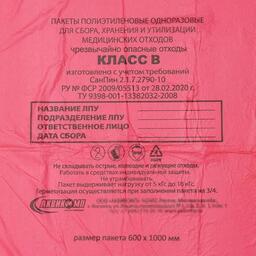 ПАКЕТЫ ПОЛИЭТИЛЕНОВЫЕ ОДНОРАЗОВЫЕ
ДЛЯ СБОРА, ХРАНЕНИЯ И УТИЛИЗАЦИИ
МЕДИЦИНСКИХ ОТХОДОВ
чрезвычайно опасные отходы
КЛАСС В
изготовлено с учетом требований
СанПин 2.1.7.2790-10
РУ № ФСР 2009/05513 от 28.02.2020 г.
ТУ 9398-001-13382032-2008
НАЗВАНИЕ ЛПУ
ПОДРАЗДЕЛЕНИЕ ЛПУ
ОТВЕТСТВЕННОЕ ЛИЦО
ДАТА СБОРА
Не складывать острые, колющие и режущие отходы.
Работать в средствах индивидуальной защиты.
Не утрамбовывать.
Пакет выдерживает нагрузку от 5 кгс до 16 кгс.
Герметизация осуществляется при заполнении пакета на 3/4.
АКВИКОМП
размер пакета 600 х 1000 мм